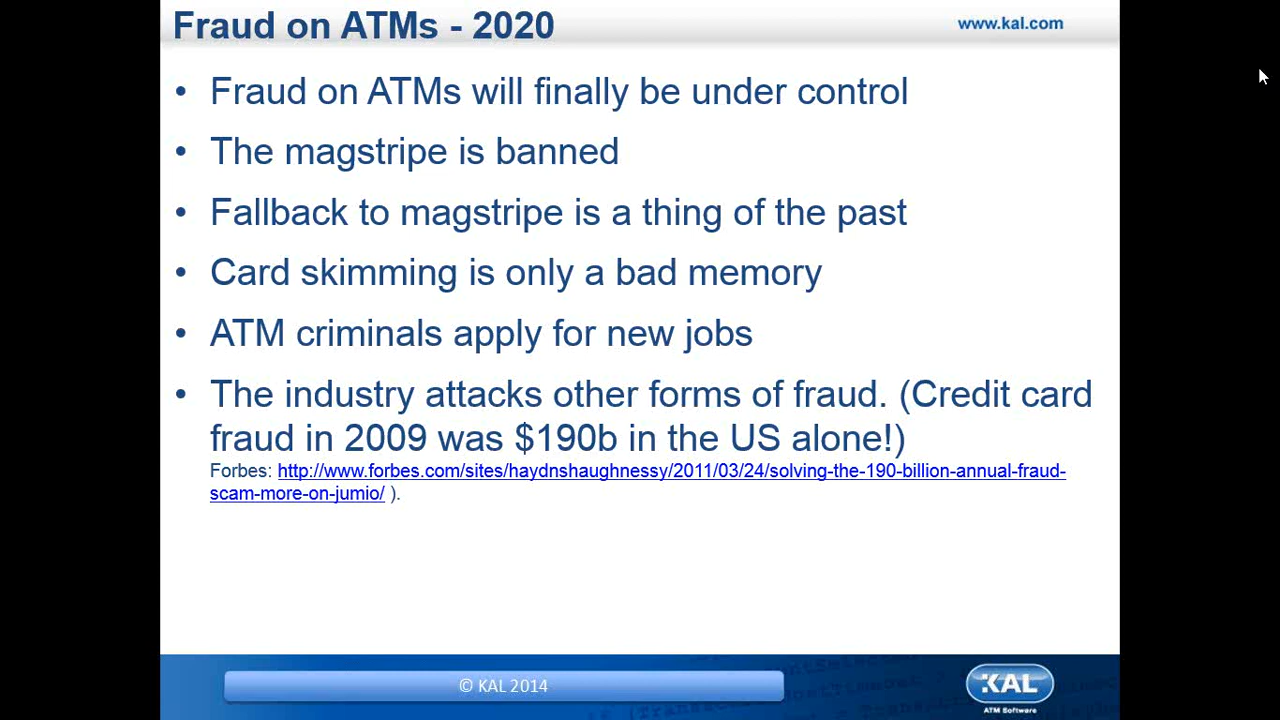 Fraud on ATMs - 2020
www.kal.com
• Fraud on ATMs will finally be under control
• The magstripe is banned
• Fallback to magstripe is a thing of the past
• Card skimming is only a bad memory
• ATM criminals apply for new jobs
• The industry attacks other forms of fraud. (Credit card
fraud in 2009 was $190b in the US alone!)
Forbes: http://www.forbes.com/sites/haydnshaughnessy/2011/03/24/solving-the-190-billion-annual-fraud-
scam-more-on-jumio/ ).
© KAL 2014
KAL
ATM Software